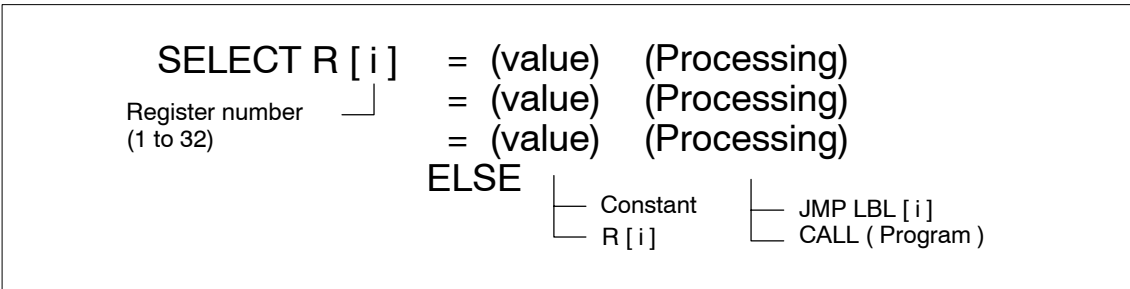 SELECT R [ i ] = (value) (Processing)
Register number
= (value) (Processing)
(1 to 32)
= (value) (Processing)
ELSE
Constant
JMP LBL [ i ]
R [ i ]
CALL ( Program )